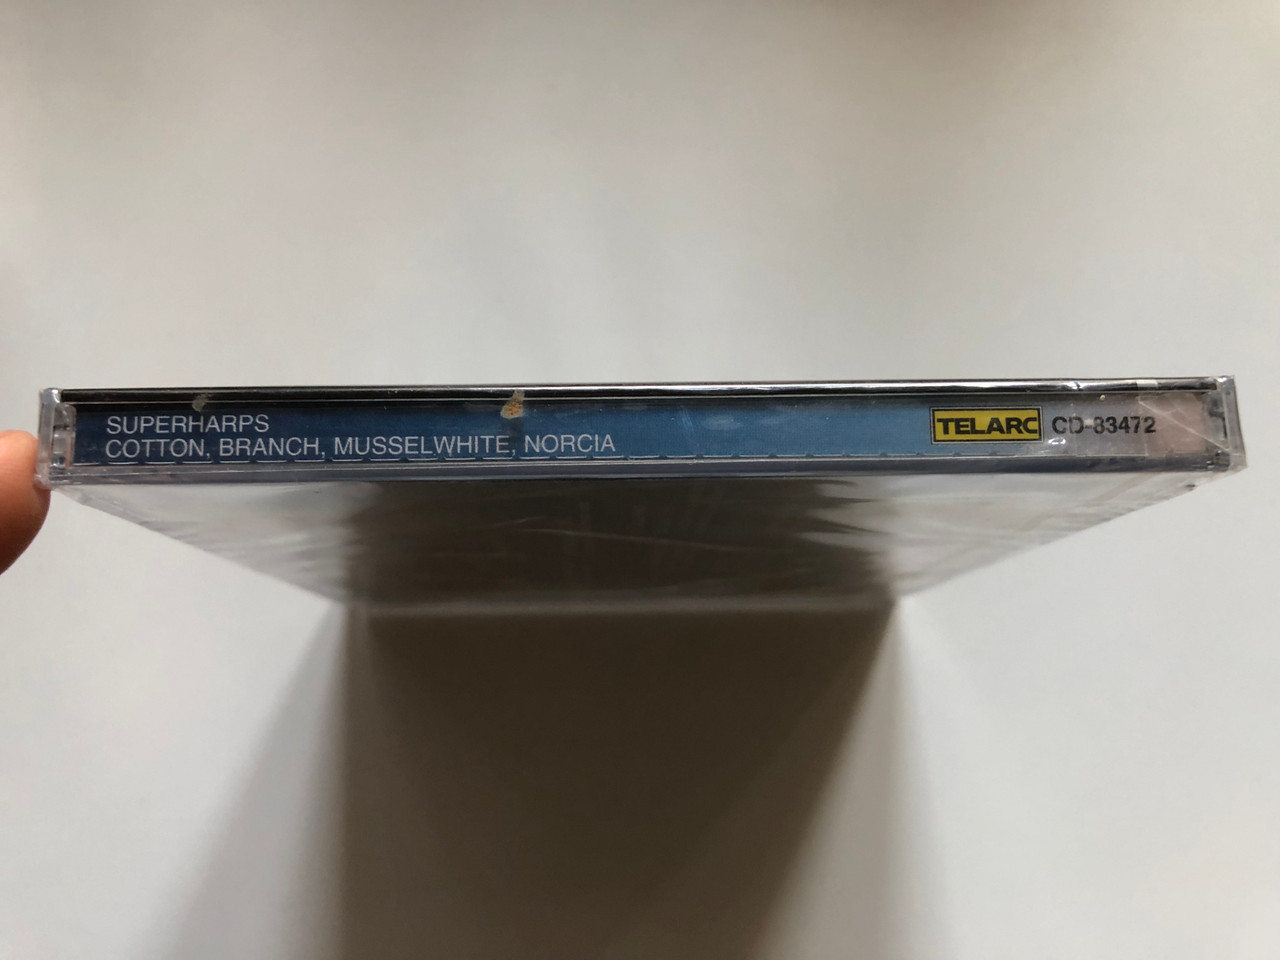 SUPERHARPS
COTTON, BRANCH, MUSSELWHITE, NORCIA
TELARC CD-83472